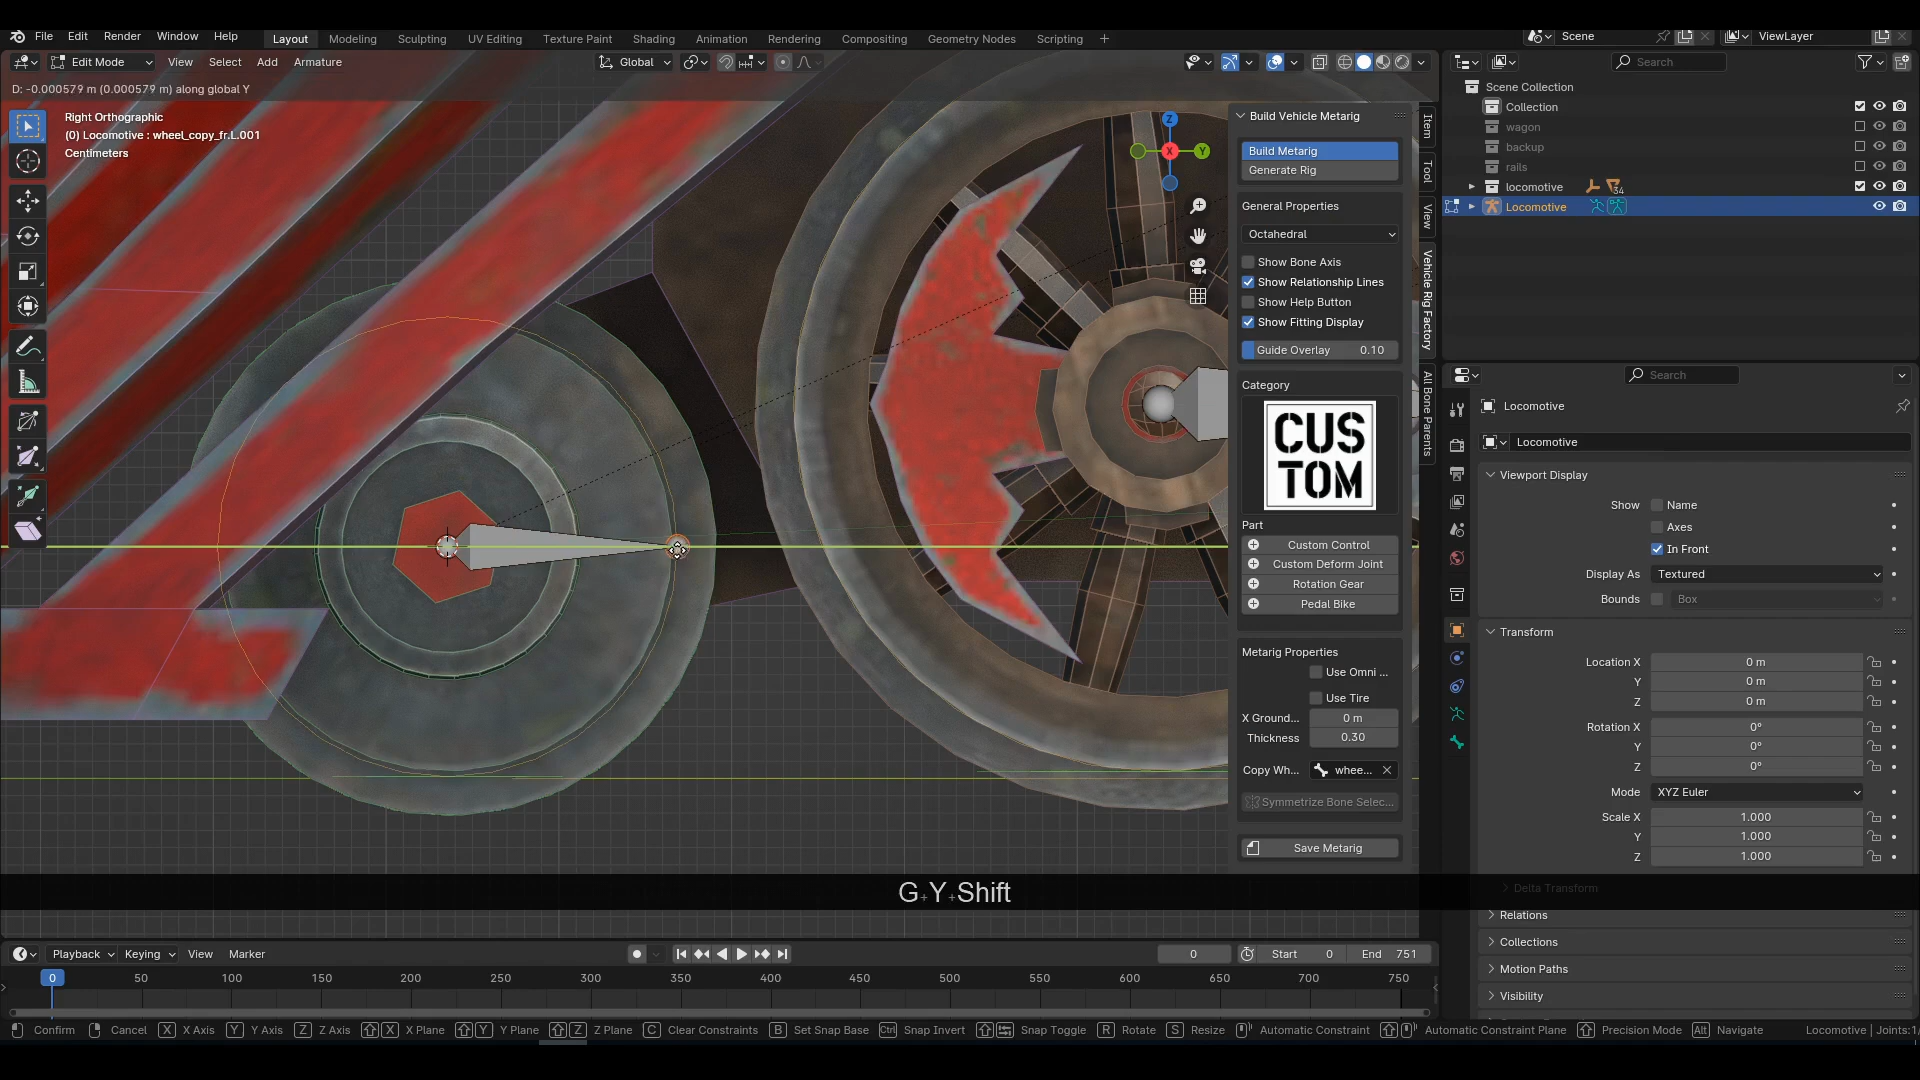 File Edit Render Window Help
Layout Modeling Sculpting UV Editing Texture Paint Shading Animation Rendering Compositing Geometry Nodes Scripting +
Scene ViewLayer
Edit Mode View Select Add Armature Global
Search
D: -0.000579 m (0.000579 m) along global Y
Right Orthographic
(0) Locomotive : wheel_copy_fr.L.001
Centimeters
Z
X Y
Build Vehicle Metarig
Build Metarig
Generate Rig
General Properties
Octahedral
Show Bone Axis
Show Relationship Lines
Show Help Button
Show Fitting Display
Guide Overlay 0.10
Category
CUS
TOM
Part
Custom Control
Custom Deform Joint
Rotation Gear
Pedal Bike
Metarig Properties
Use Omni ...
Use Tire
X Ground... 0 m
Thickness 0.30
Copy Wh... whee...
Symmetrize Bone Selec...
Save Metarig
Item
Tool
View
Vehicle Rig Factory
All Bone Parents
Scene Collection
Collection
wagon
backup
rails
locomotive 34
Locomotive
Search
Locomotive
Locomotive
Viewport Display
Show Name
Axes
In Front
Display As Textured
Bounds Box
Transform
Location X 0 m
Y 0 m
Z 0 m
Rotation X 0°
Y 0°
Z 0°
Mode XYZ Euler
Scale X 1.000
Y 1.000
Z 1.000
Delta Transform
Relations
Collections
Motion Paths
Visibility
G+Y+Shift
Playback Keying View Marker 0 Start 0 End 751
0 50 100 150 200 250 300 350 400 450 500 550 600 650 700 750
Confirm Cancel X X Axis Y Y Axis Z Z Axis X X Plane Y Y Plane Z Z Plane C Clear Constraints B Set Snap Base Ctrl Snap Invert Snap Toggle R Rotate S Resize Automatic Constraint Automatic Constraint Plane Precision Mode Alt Navigate Locomotive | Joints:1/